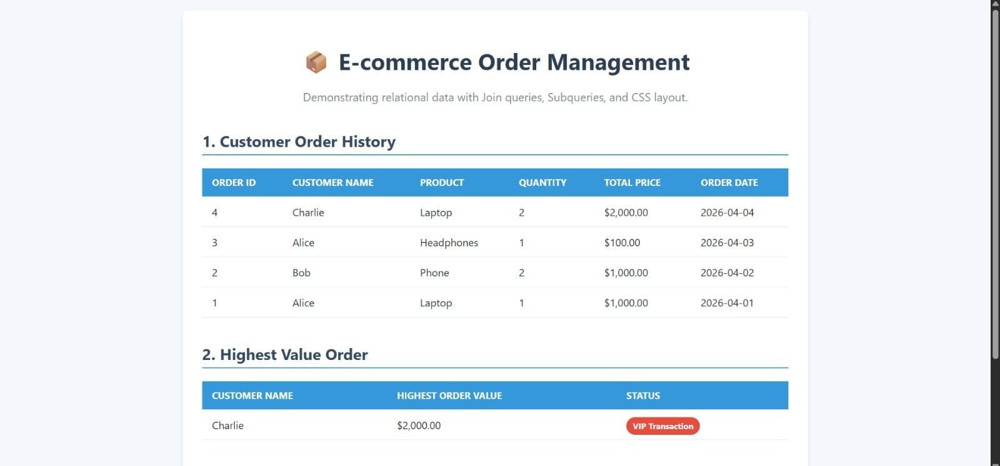 📦 E-commerce Order Management
Demonstrating relational data with Join queries, Subqueries, and CSS layout.
1. Customer Order History
ORDER ID CUSTOMER NAME PRODUCT QUANTITY TOTAL PRICE ORDER DATE
4 Charlie Laptop 2 $2,000.00 2026-04-04
3 Alice Headphones 1 $100.00 2026-04-03
2 Bob Phone 2 $1,000.00 2026-04-02
1 Alice Laptop 1 $1,000.00 2026-04-01
2. Highest Value Order
CUSTOMER NAME HIGHEST ORDER VALUE STATUS
Charlie $2,000.00 VIP Transaction